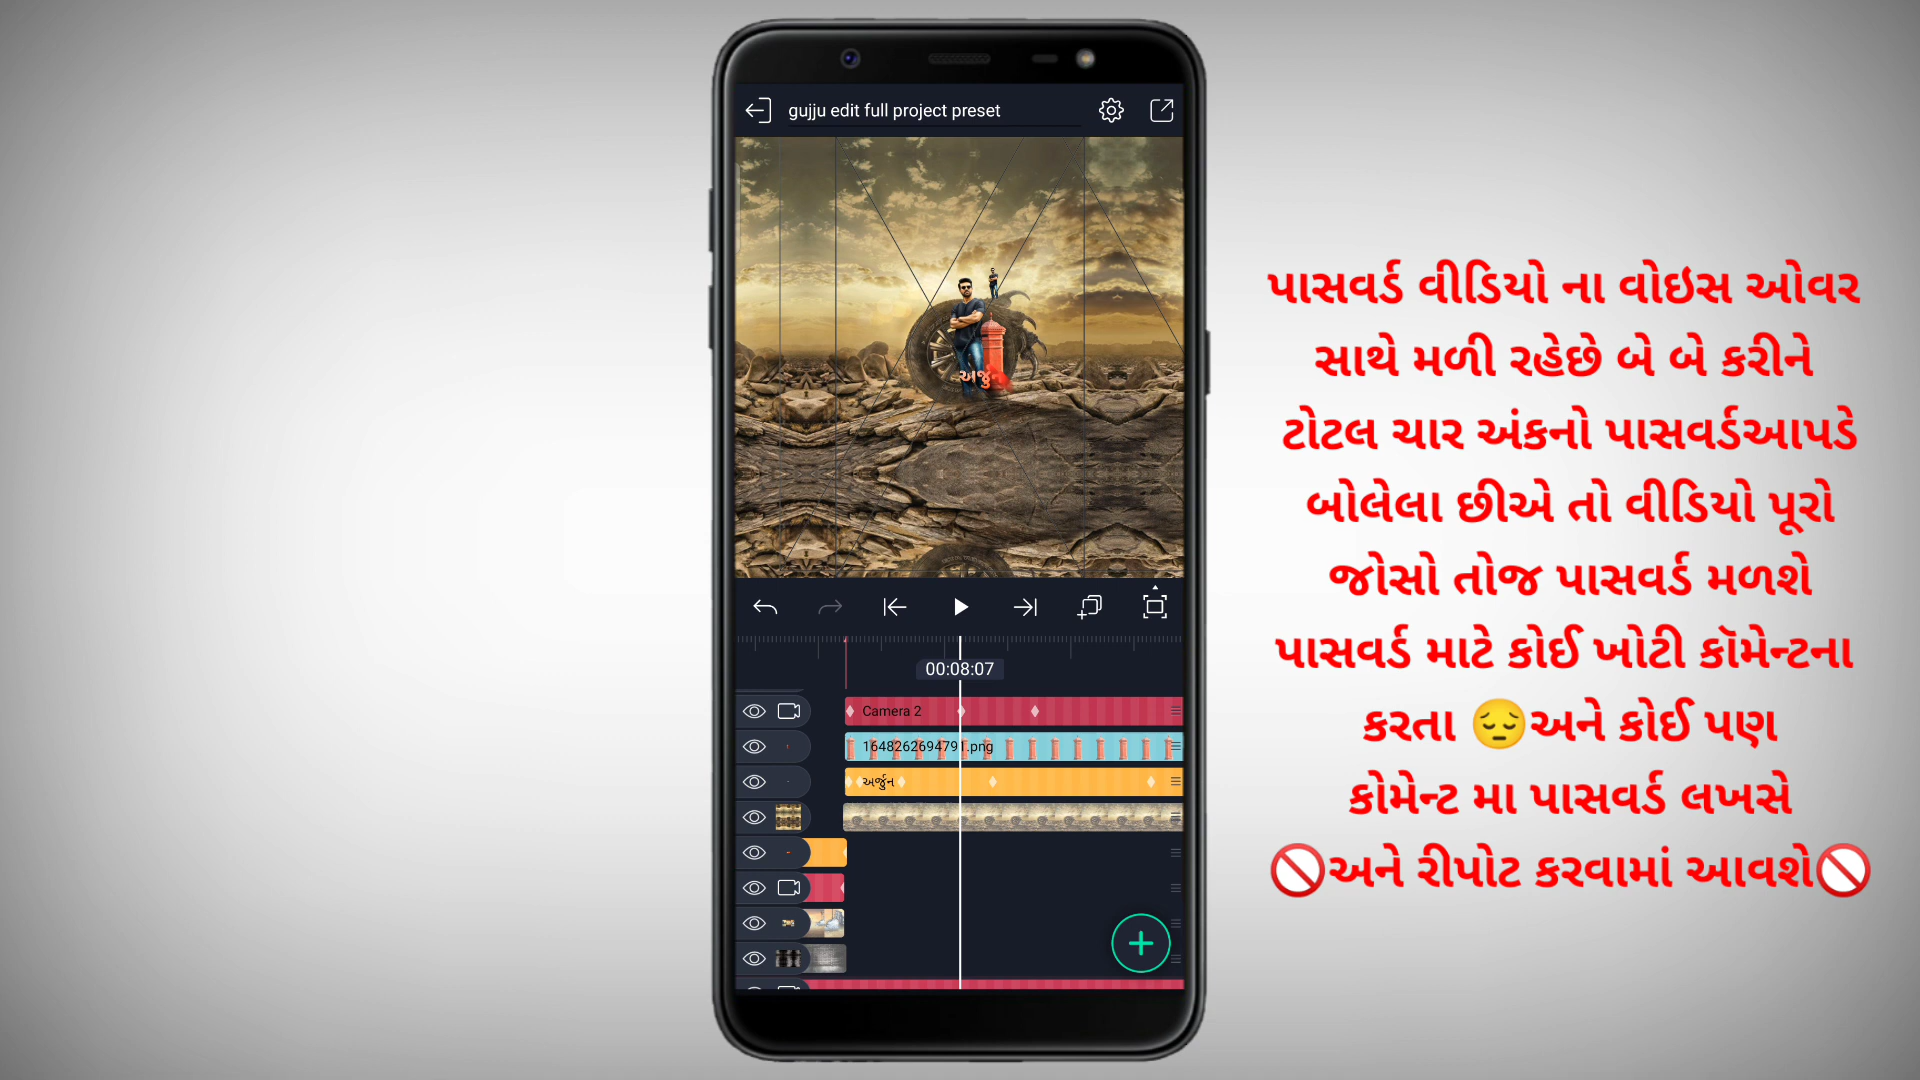 gujju edit full project preset
અર્જુ
00:08:07
Camera 2
1648262694791.png
અર્જુન
પાસવર્ડ વીડિયો ના વોઇસ ઓવર
સાથે મળી રહેછે બે બે કરીને
ટોટલ ચાર અંકનો પાસવર્ડઆપડે
બોલેલા છીએ તો વીડિયો પૂરો
જોસો તોજ પાસવર્ડ મળશે
પાસવર્ડ માટે કોઈ ખોટી કૉમેન્ટના
કરતા 😔અને કોઈ પણ
કોમેન્ટ મા પાસવર્ડ લખસે
🚫અને રીપોટ કરવામાં આવશે🚫